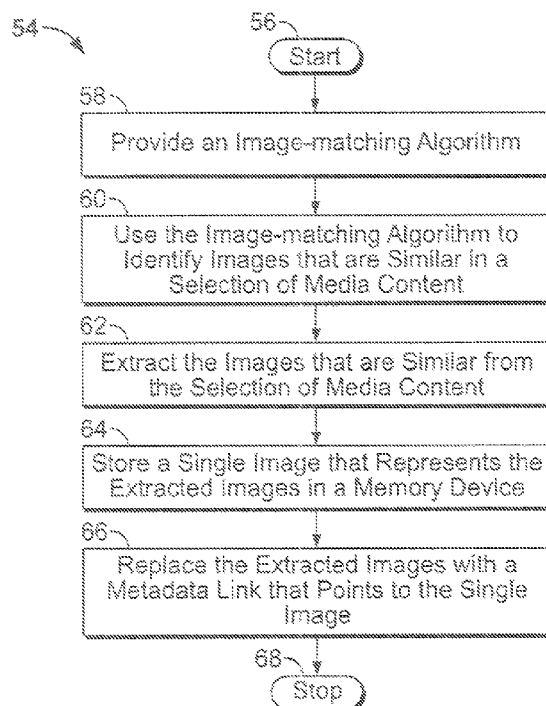 54
56
Start
58
Provide an Image-matching Algorithm
60
Use the Image-matching Algorithm to
Identify Images that are Similar in a
Selection of Media Content
62
Extract the Images that are Similar from
the Selection of Media Content
64
Store a Single Image that Represents the
Extracted Images in a Memory Device
66
Replace the Extracted Images with a
Metadata Link that Points to the Single
Image
68
Stop